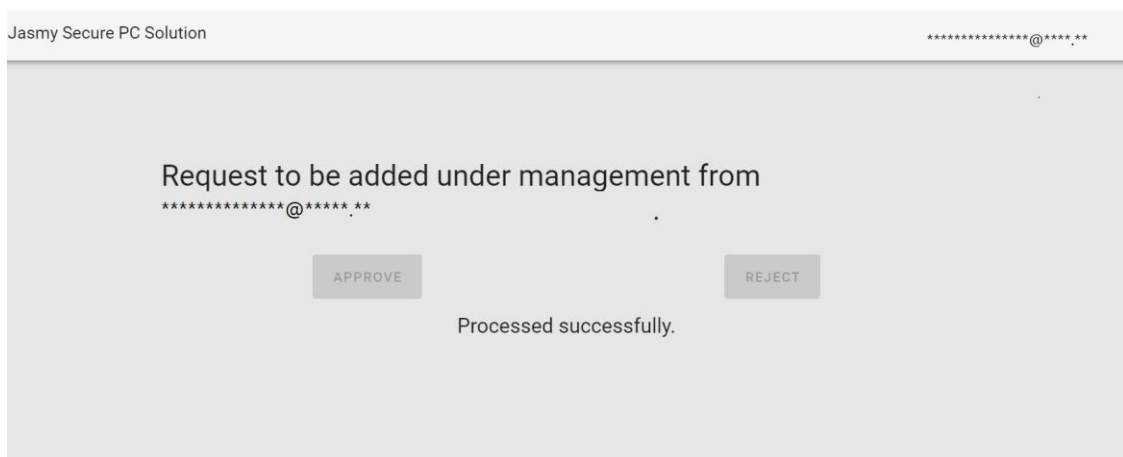 Jasmy Secure PC Solution
***************@****.**
Request to be added under management from
**************@*****.**
APPROVE
REJECT
Processed successfully.